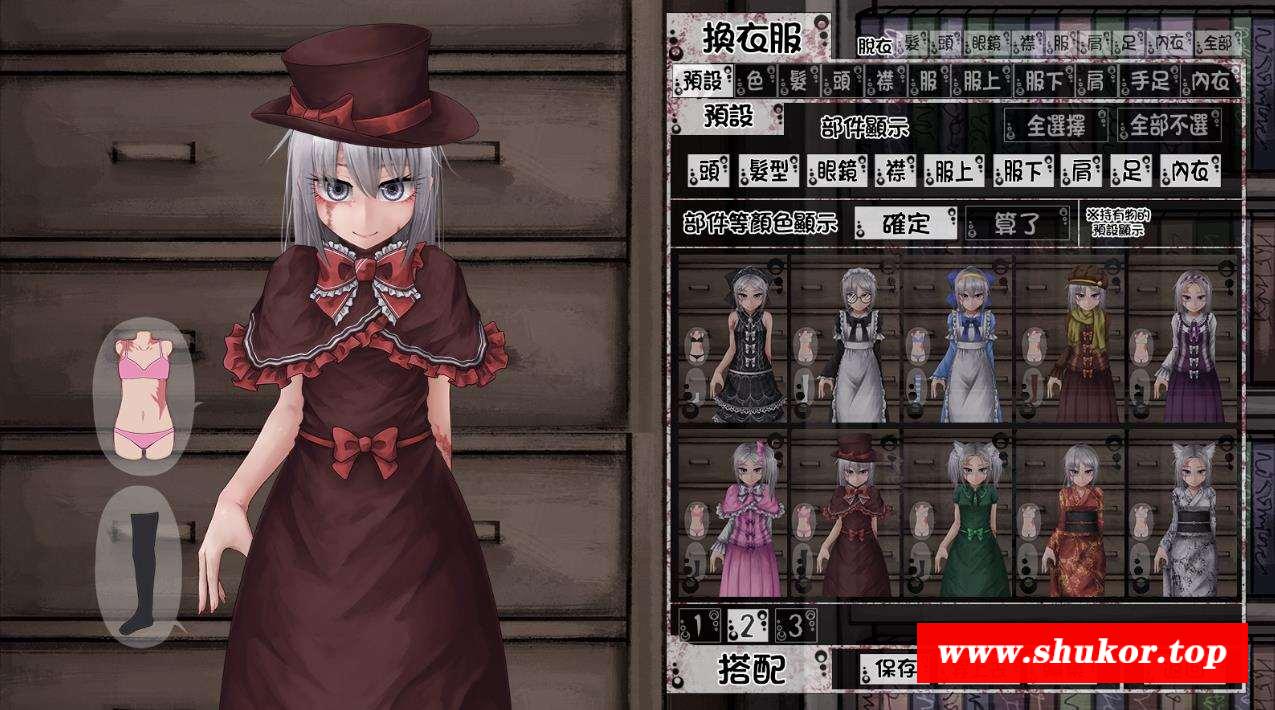 換衣服
脫衣 髮 頭 眼鏡 襟 服 肩 足 內衣 全部
預設 色 髮 頭 襟 服 服上 服下 肩 手足 內衣
預設 部件顯示 全選擇 全部不選
頭 髮型 眼鏡 襟 服上 服下 肩 足 內衣
部件等顏色顯示 確定 算了 ※持有物的
預設顯示
1 2 3
搭配 保存
www.shukor.top